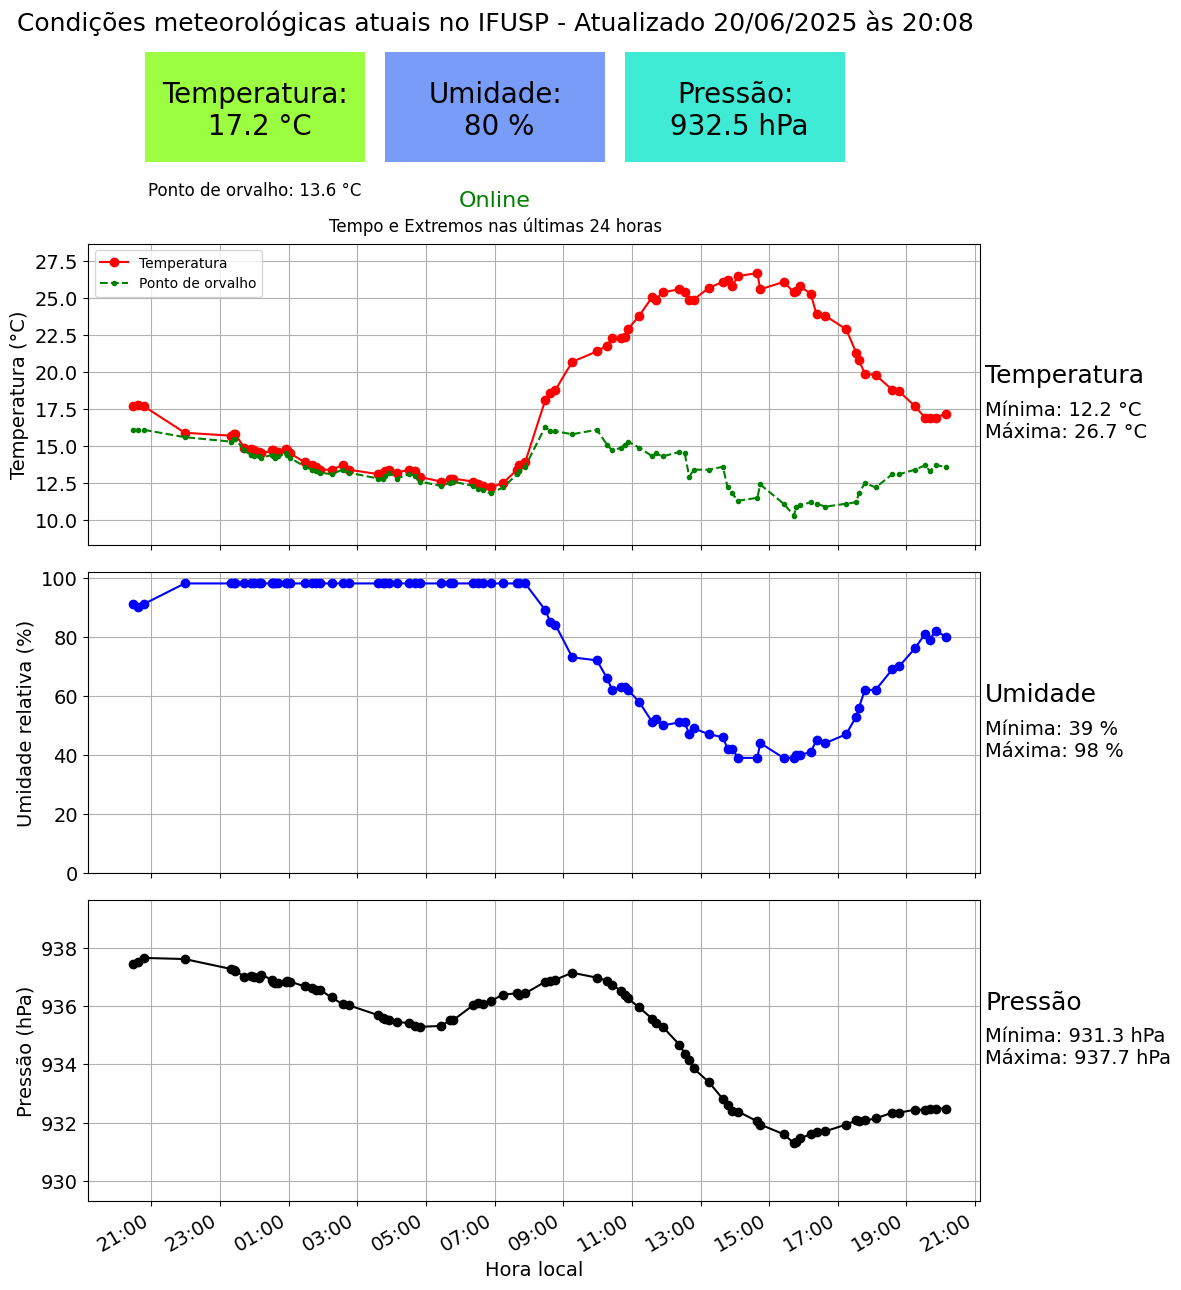 Condições meteorológicas atuais no IFUSP - Atualizado 20/06/2025 às 20:08
Temperatura:
17.2 °C
Umidade:
80 %
Pressão:
932.5 hPa
Ponto de orvalho: 13.6 °C
Online
Tempo e Extremos nas últimas 24 horas
Temperatura
Ponto de orvalho
Temperatura (°C)
27.5
25.0
22.5
20.0
17.5
15.0
12.5
10.0
Temperatura
Mínima: 12.2 °C
Máxima: 26.7 °C
Umidade relativa (%)
100
80
60
40
20
0
Umidade
Mínima: 39 %
Máxima: 98 %
Pressão (hPa)
938
936
934
932
930
Pressão
Mínima: 931.3 hPa
Máxima: 937.7 hPa
21:00
23:00
01:00
03:00
05:00
07:00
09:00
11:00
13:00
15:00
17:00
19:00
21:00
Hora local